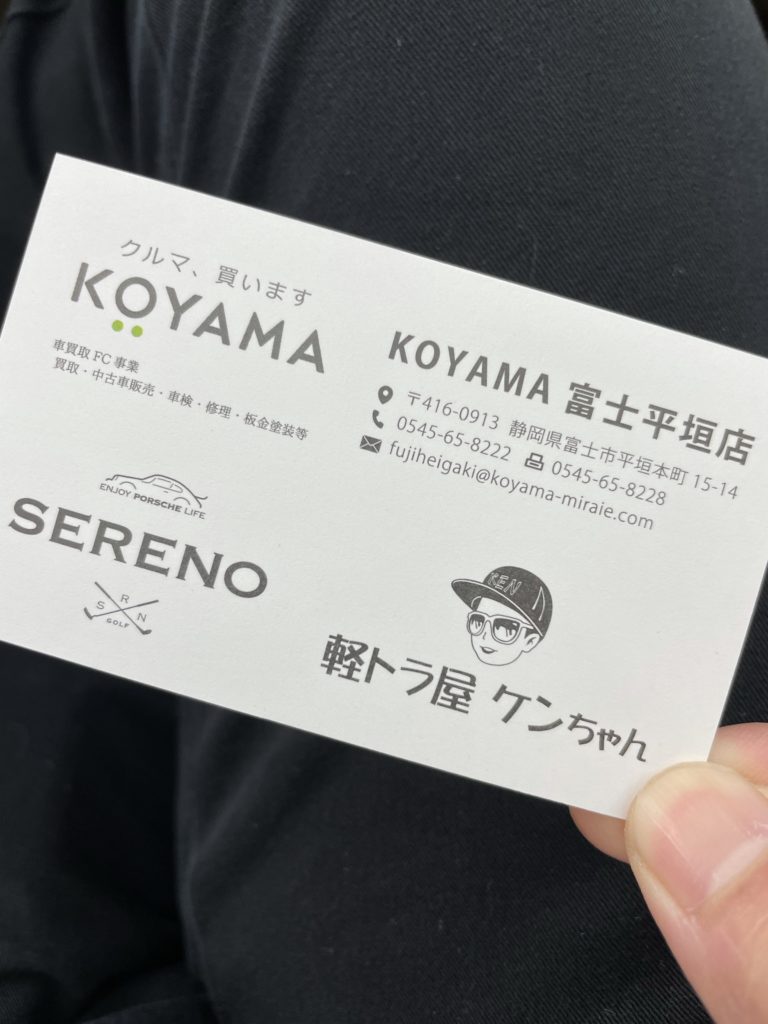 クルマ、買います
KOYAMA
車買取 FC 事業
買取・中古車販売・車検・修理・板金塗装等
KOYAMA 富士平垣店
〒416-0913 静岡県富士市平垣本町 15-14
0545-65-8222 0545-65-8228
fujiheigaki@koyama-miraie.com
ENJOY PORSCHE LIFE
SERENO
S R N
GOLF
KEN
軽トラ屋 ケンちゃん